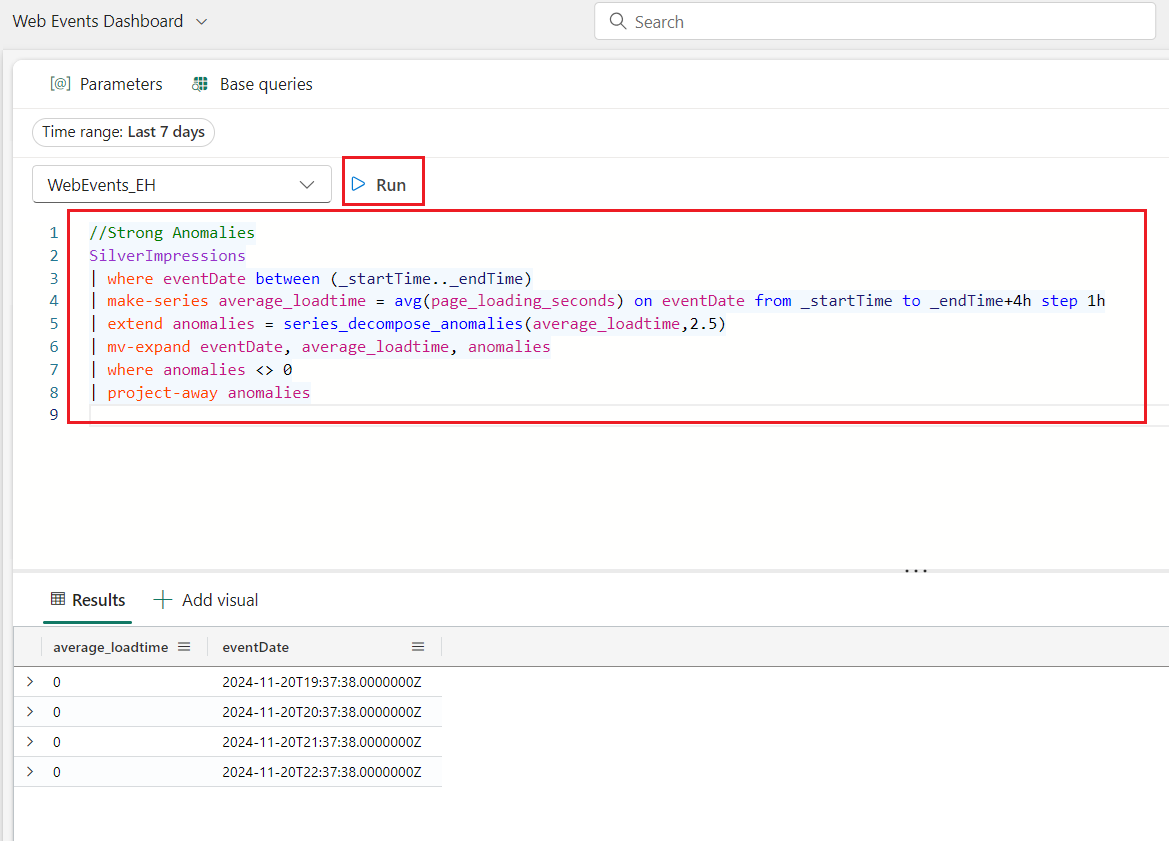 Web Events Dashboard
Search
Parameters Base queries
Time range: Last 7 days
WebEvents_EH
Run
1 //Strong Anomalies
2 SilverImpressions
3 | where eventDate between (_startTime.._endTime)
4 | make-series average_loadtime = avg(page_loading_seconds) on eventDate from _startTime to _endTime+4h step 1h
5 | extend anomalies = series_decompose_anomalies(average_loadtime,2.5)
6 | mv-expand eventDate, average_loadtime, anomalies
7 | where anomalies <> 0
8 | project-away anomalies
9
Results Add visual
average_loadtime eventDate
0 2024-11-20T19:37:38.0000000Z
0 2024-11-20T20:37:38.0000000Z
0 2024-11-20T21:37:38.0000000Z
0 2024-11-20T22:37:38.0000000Z